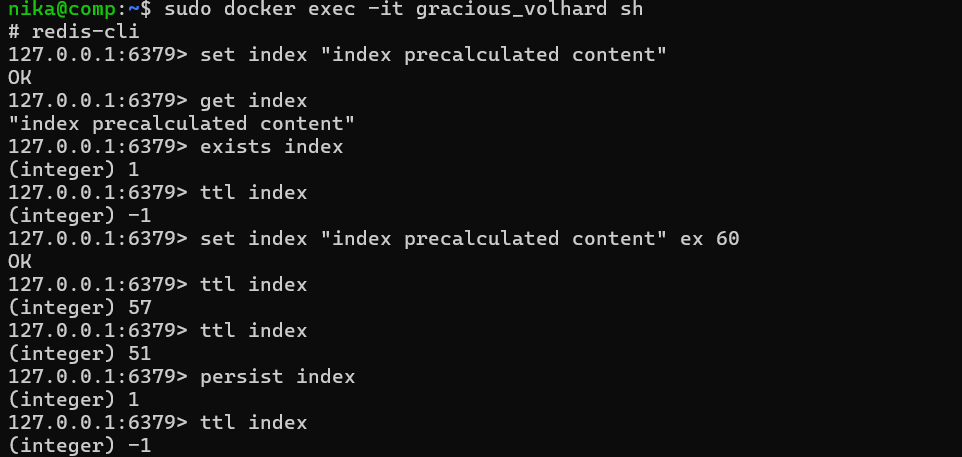 nika@comp:~$ sudo docker exec -it gracious_volhard sh
# redis-cli
127.0.0.1:6379> set index "index precalculated content"
OK
127.0.0.1:6379> get index
"index precalculated content"
127.0.0.1:6379> exists index
(integer) 1
127.0.0.1:6379> ttl index
(integer) -1
127.0.0.1:6379> set index "index precalculated content" ex 60
OK
127.0.0.1:6379> ttl index
(integer) 57
127.0.0.1:6379> ttl index
(integer) 51
127.0.0.1:6379> persist index
(integer) 1
127.0.0.1:6379> ttl index
(integer) -1